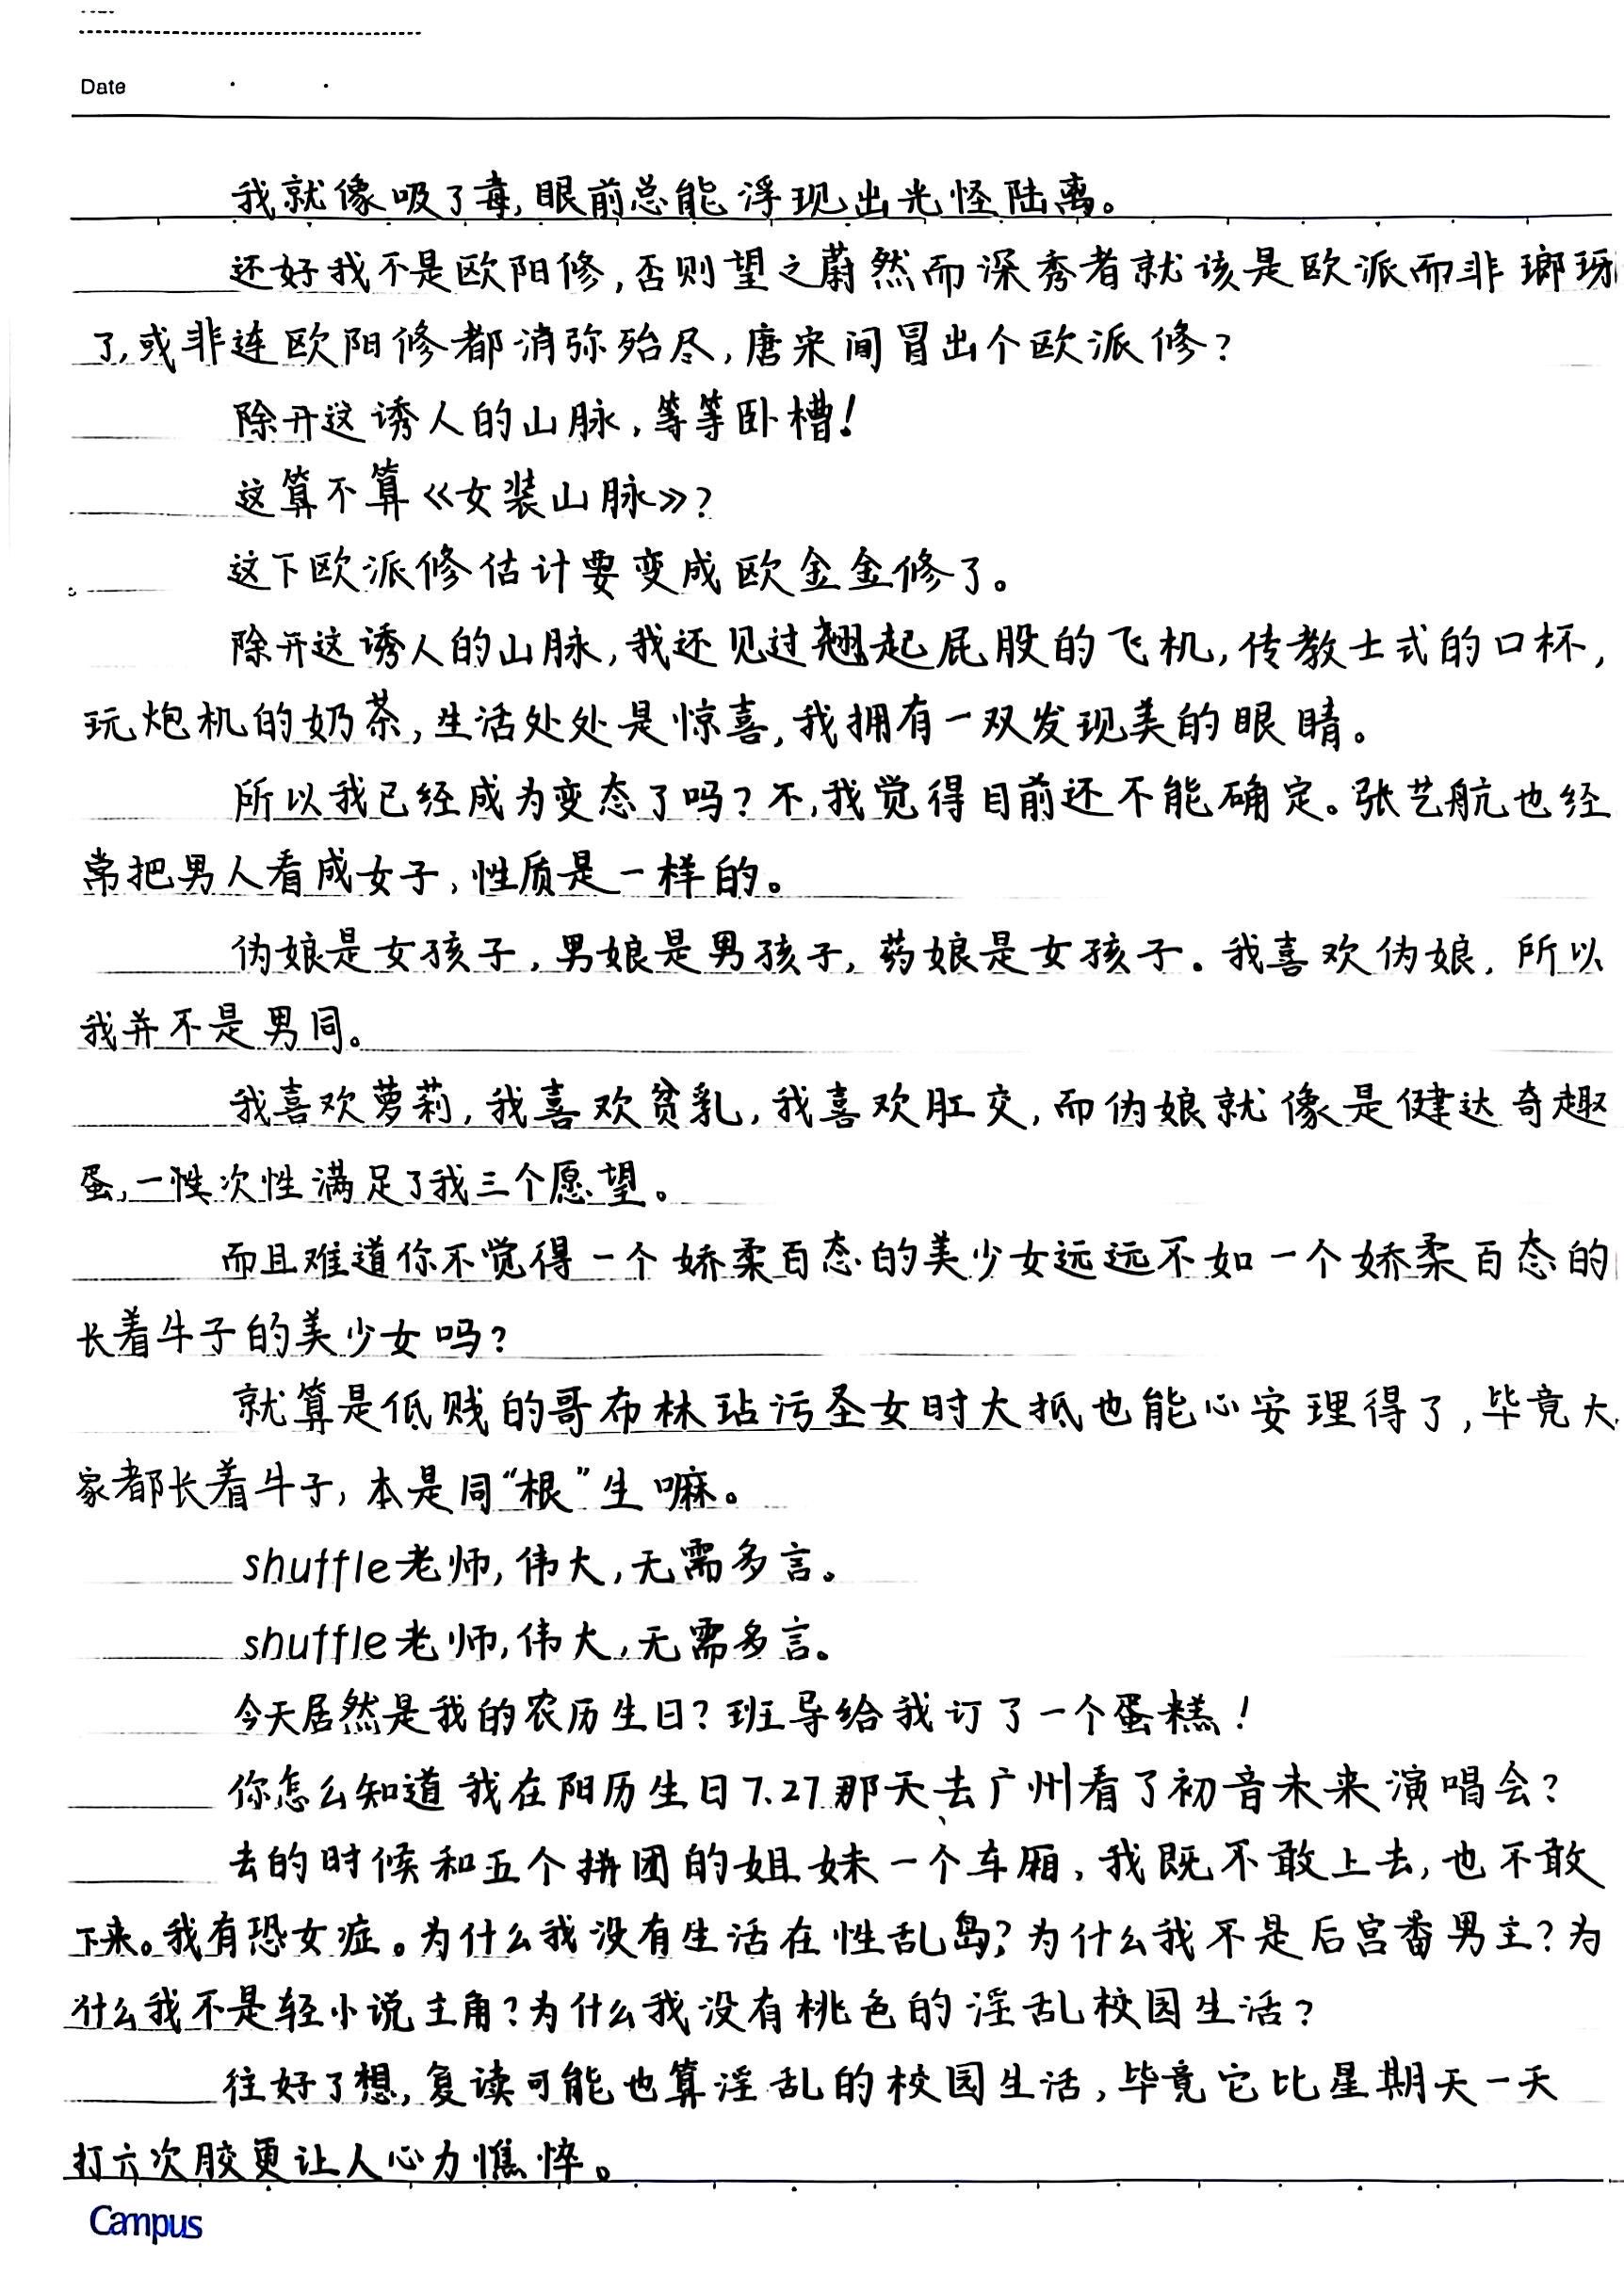 Date
我就像吸了毒,眼前总能浮现出光怪陆离。
还好我不是欧阳修,否则望之蔚然而深秀者就该是欧派而非琅琊
了,或非连欧阳修都消弥殆尽,唐宋间冒出个欧派修?
除开这诱人的山脉,等等卧槽!
这算不算《女装山脉》?
这下欧派修估计要变成欧金金修了。
除开这诱人的山脉,我还见过翘起屁股的飞机,传教士式的口杯,
玩炮机的奶茶,生活处处是惊喜,我拥有一双发现美的眼睛。
所以我已经成为变态了吗?不,我觉得目前还不能确定。张艺航也经
常把男人看成女子,性质是一样的。
伪娘是女孩子,男娘是男孩子,药娘是女孩子。我喜欢伪娘,所以
我并不是男同。
我喜欢萝莉,我喜欢贫乳,我喜欢肛交,而伪娘就像是健达奇趣
蛋,一性次性满足了我三个愿望。
而且难道你不觉得一个娇柔百态的美少女远远不如一个娇柔百态的
长着牛子的美少女吗?
就算是低贱的哥布林玷污圣女时大抵也能心安理得了,毕竟大
家都长着牛子,本是同“根”生嘛。
shuffle老师,伟大,无需多言。
shuffle老师,伟大,无需多言。
今天居然是我的农历生日?班导给我订了一个蛋糕!
你怎么知道我在阳历生日7.27那天去广州看了初音未来演唱会?
去的时候和五个拼团的姐妹一个车厢,我既不敢上去,也不敢
下来。我有恐女症。为什么我没有生活在性乱岛?为什么我不是后宫番男主?为
什么我不是轻小说主角?为什么我没有桃色的淫乱校园生活?
往好了想,复读可能也算淫乱的校园生活,毕竟它比星期天一天
打六次胶更让人心力憔悴。
Campus